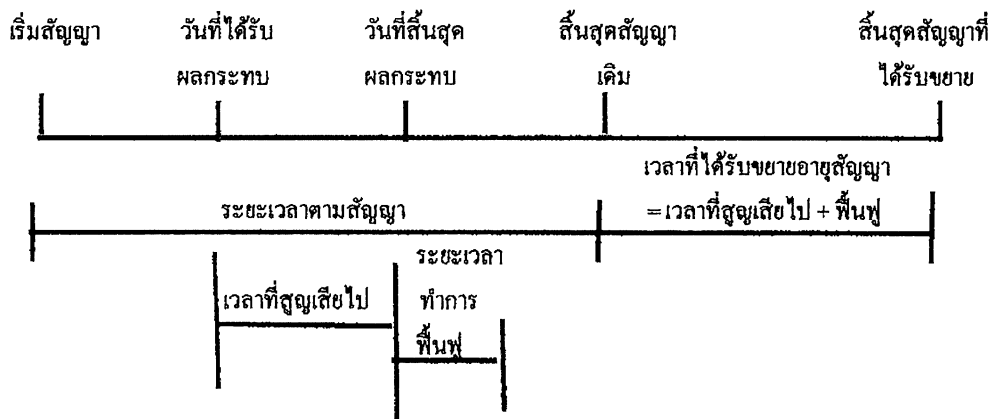 เริ่มสัญญา วันที่ได้รับ วันที่สิ้นสุด สิ้นสุดสัญญา สิ้นสุดสัญญาที่
ผลกระทบ ผลกระทบ เดิม ได้รับขยาย
เวลาที่ได้รับขยายอายุสัญญา
ระยะเวลาตามสัญญา =เวลาที่สูญเสียไป + ฟื้นฟู
ระยะเวลา
เวลาที่สูญเสียไป ทำการ
ฟื้นฟู